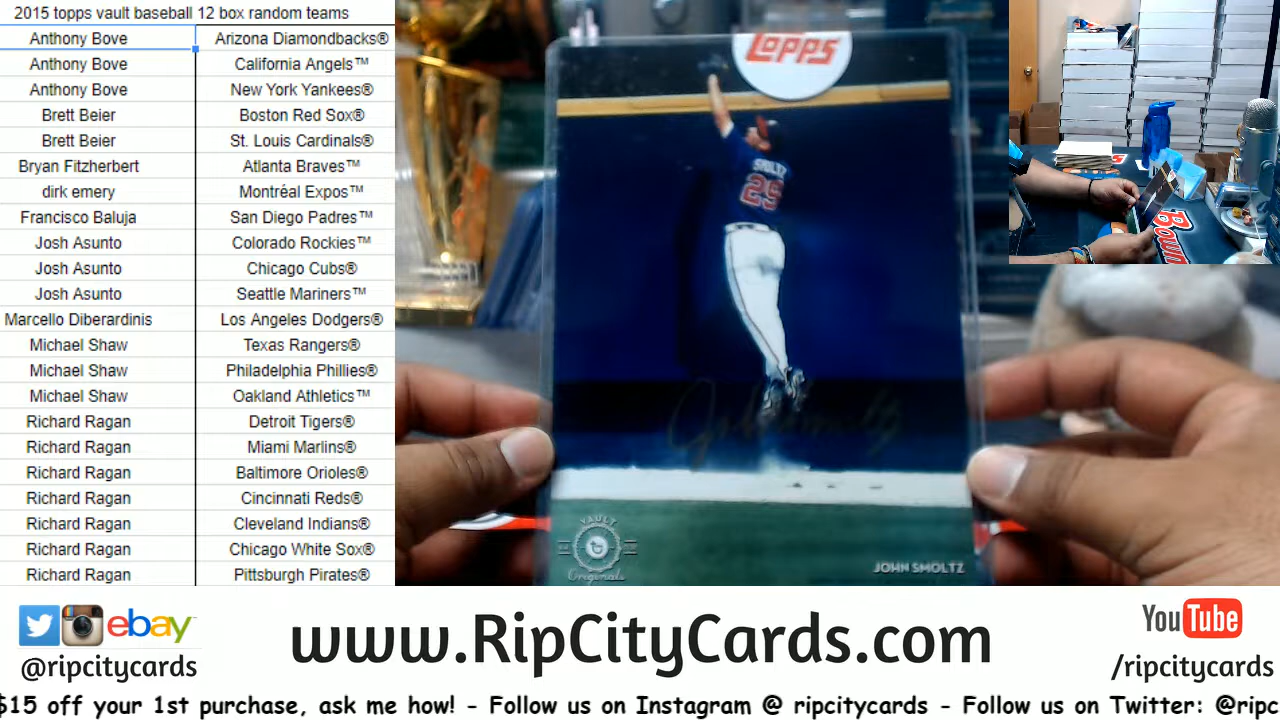 2015 topps vault baseball 12 box random teams
Anthony Bove Arizona Diamondbacks®
Anthony Bove California Angels™
Anthony Bove New York Yankees®
Brett Beier Boston Red Sox®
Brett Beier St. Louis Cardinals®
Bryan Fitzherbert Atlanta Braves™
dirk emery Montréal Expos™
Francisco Baluja San Diego Padres™
Josh Asunto Colorado Rockies™
Josh Asunto Chicago Cubs®
Josh Asunto Seattle Mariners™
Marcello Diberardinis Los Angeles Dodgers®
Michael Shaw Texas Rangers®
Michael Shaw Philadelphia Phillies®
Michael Shaw Oakland Athletics™
Richard Ragan Detroit Tigers®
Richard Ragan Miami Marlins®
Richard Ragan Baltimore Orioles®
Richard Ragan Cincinnati Reds®
Richard Ragan Cleveland Indians®
Richard Ragan Chicago White Sox®
Richard Ragan Pittsburgh Pirates®
topps
SMOLTZ
29
John Smoltz
VAULT
Originals
JOHN SMOLTZ
Bowm
ebay
@ripcitycards
www.RipCityCards.com
YouTube
/ripcitycards
$15 off your 1st purchase, ask me how! - Follow us on Instagram @ ripcitycards - Follow us on Twitter: @ripc